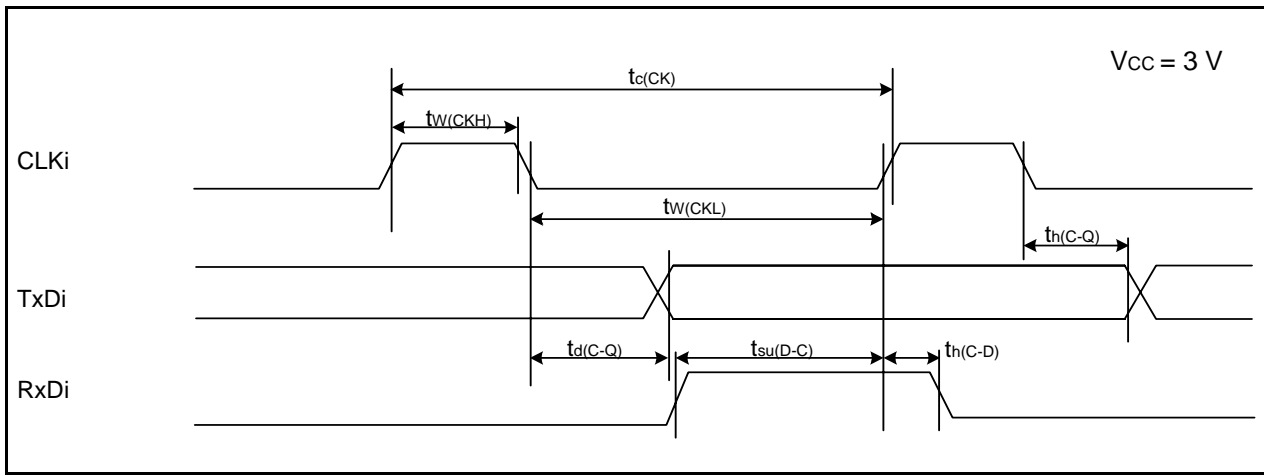 VCC = 3 V
tc(CK)
tW(CKH)
CLKi
tW(CKL)
th(C-Q)
TxDi
td(C-Q)
tsu(D-C)
th(C-D)
RxDi